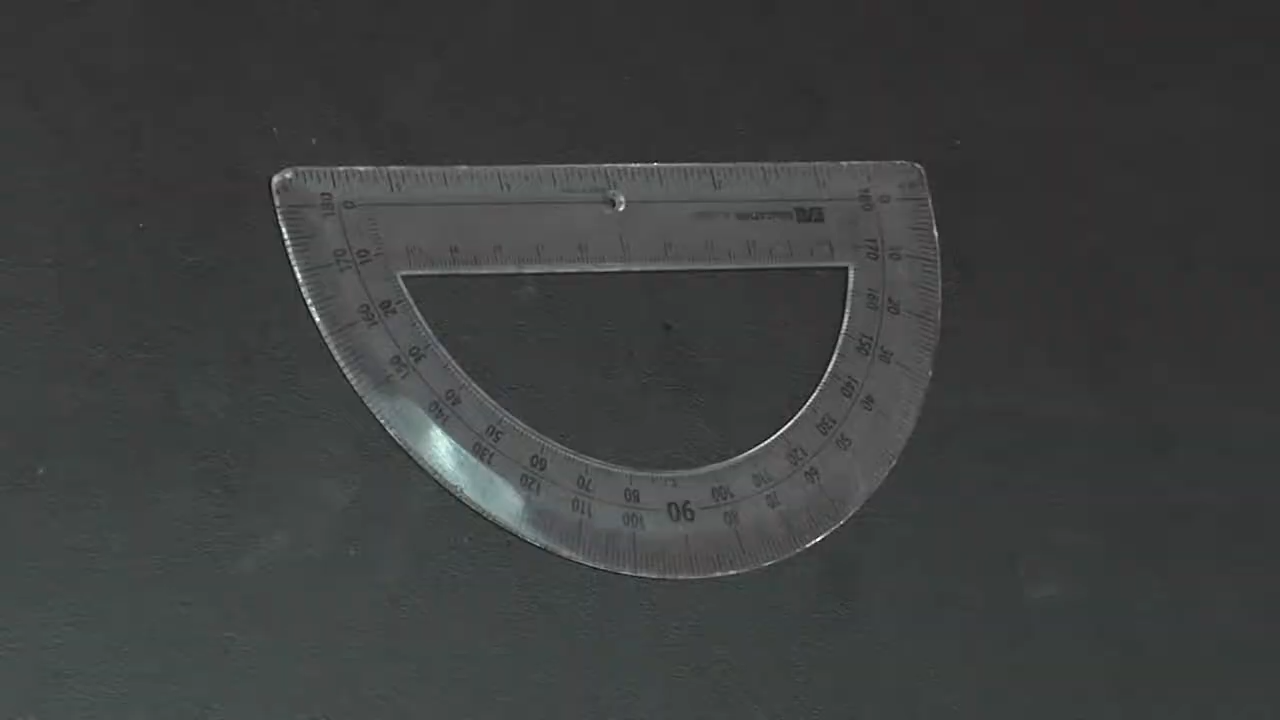 180 0 180 0
170 10 170 10
160 20 160 20
150 30 150 30
140 40 140 40
130 50 130 50
120 60 120 60
110 70 110 70
100 80 100 80
90